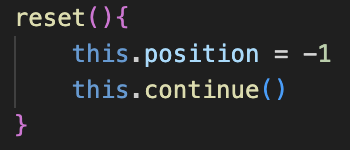 reset(){
    this.position = -1
    this.continue()
}